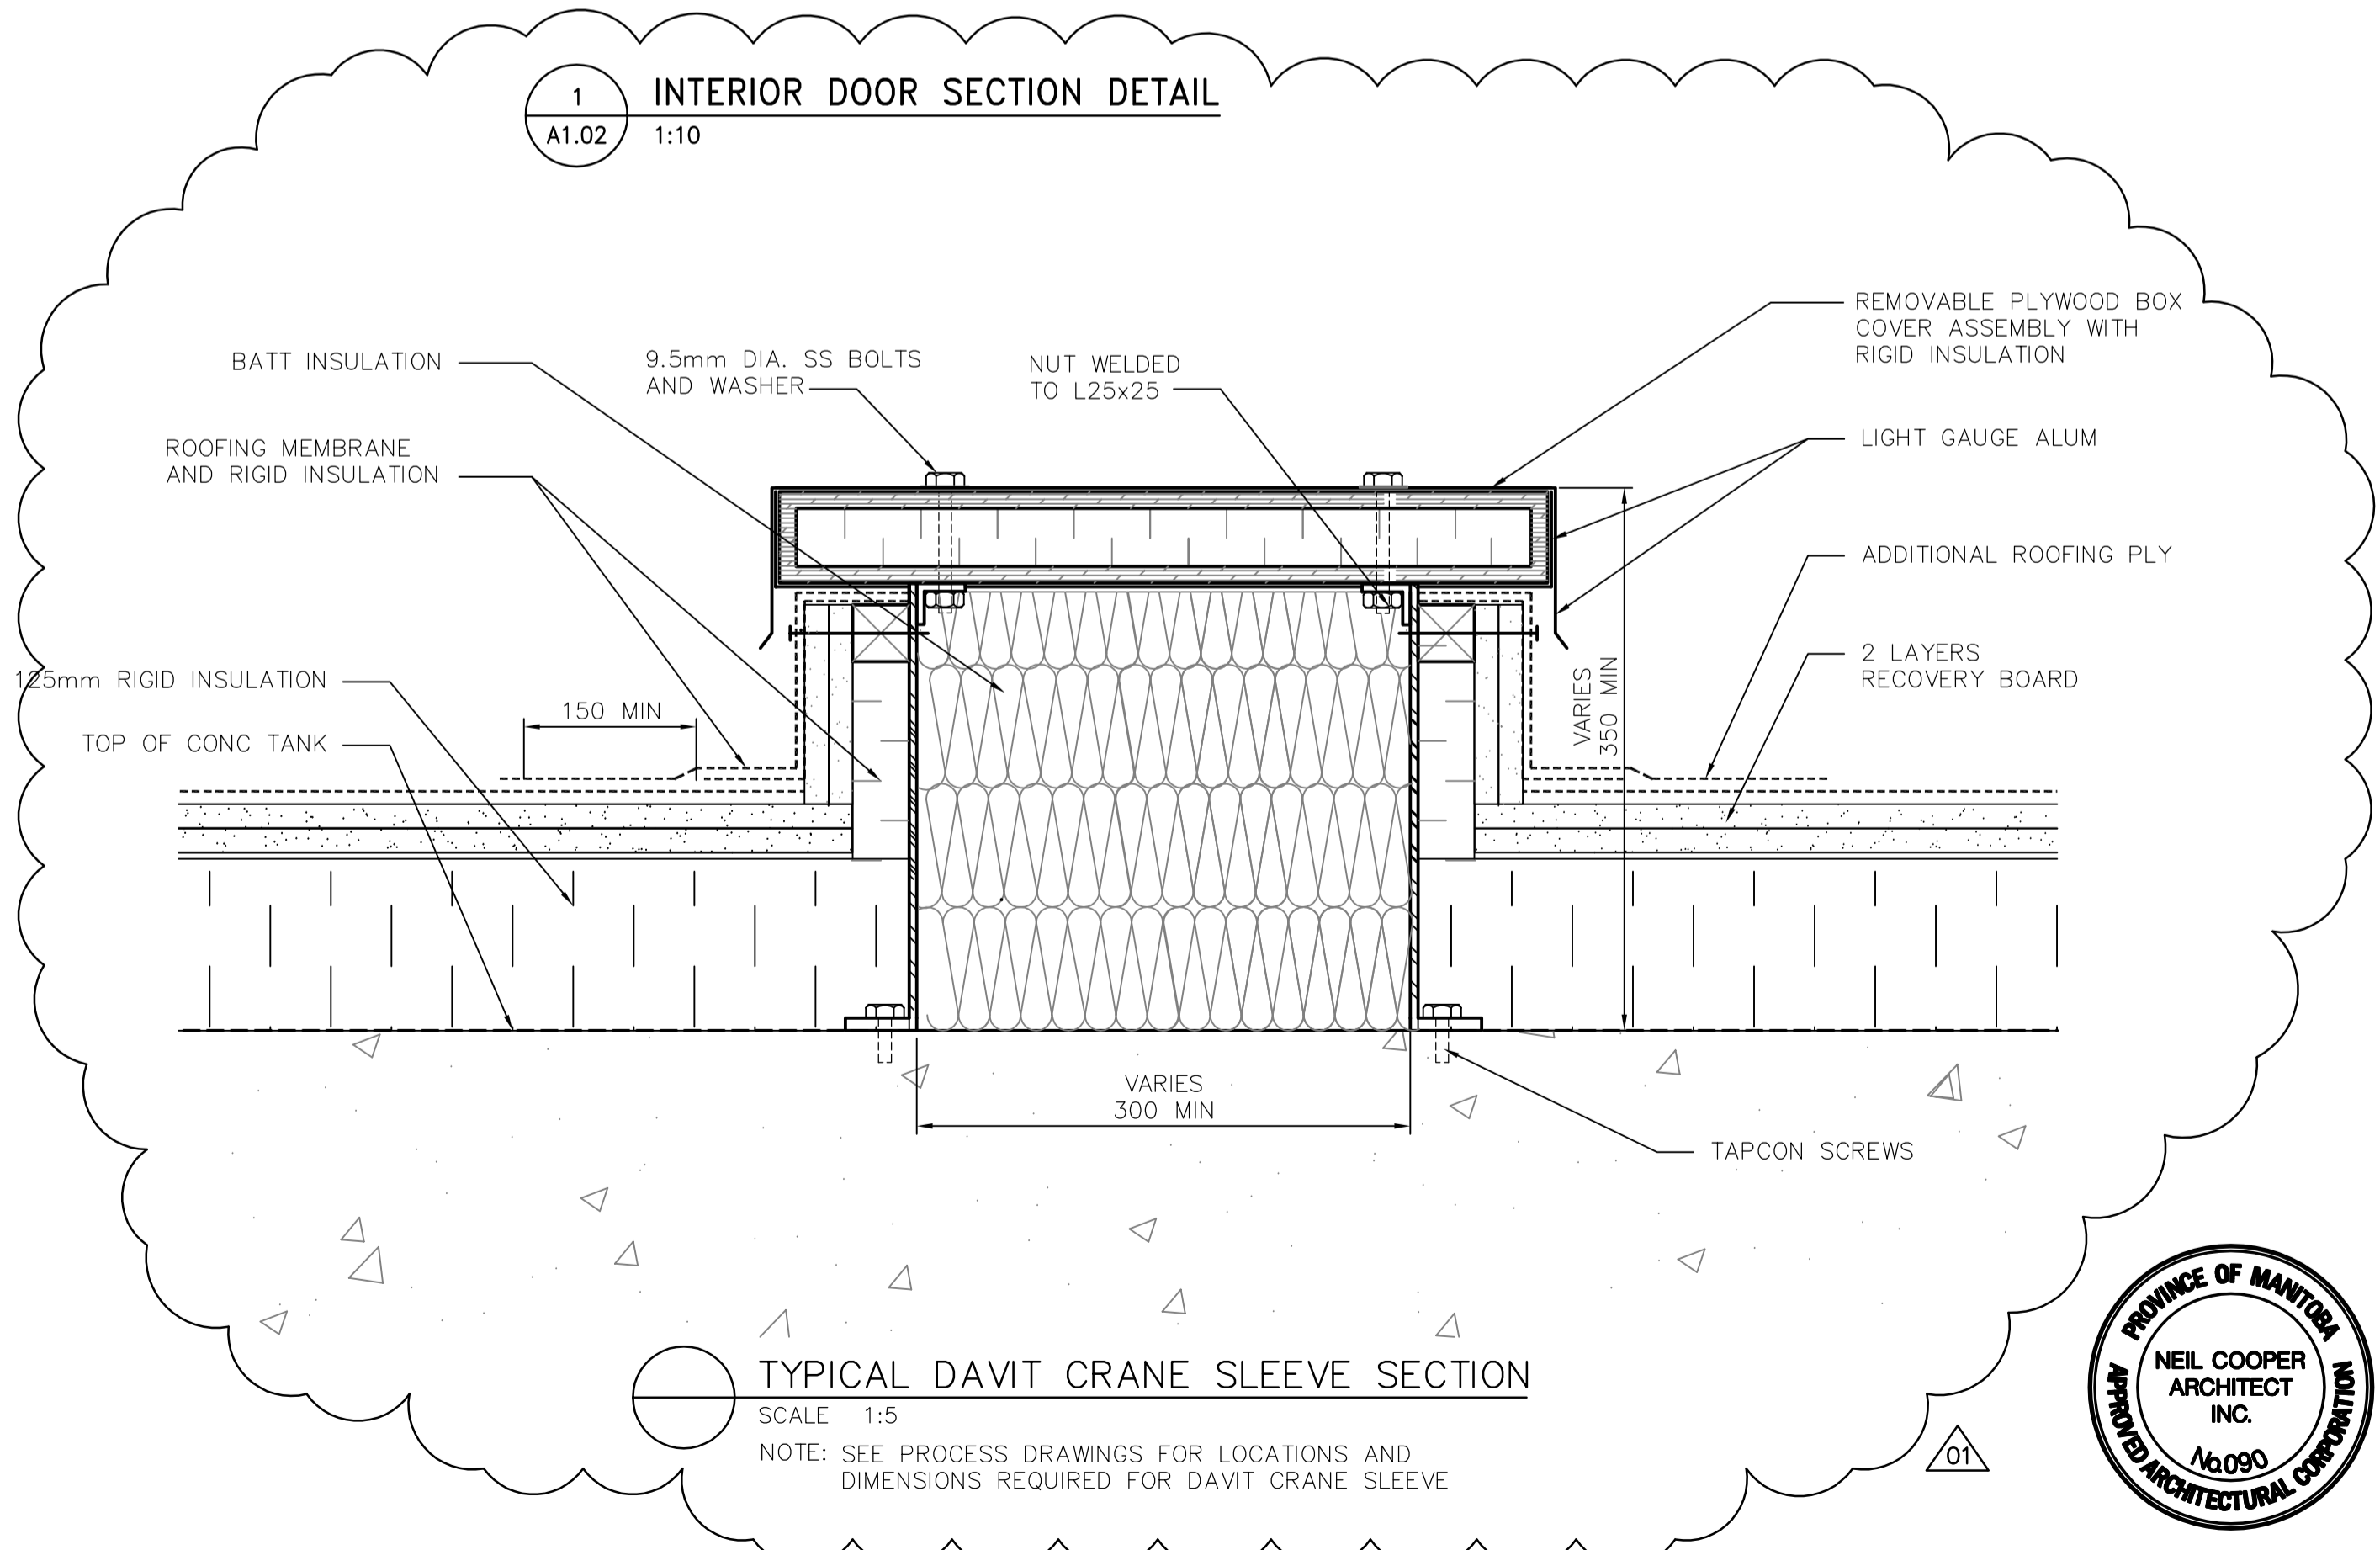 1
A1.02
INTERIOR DOOR SECTION DETAIL
1:10
BATT INSULATION
9.5mm DIA. SS BOLTS
AND WASHER
NUT WELDED
TO L25x25
REMOVABLE PLYWOOD BOX
COVER ASSEMBLY WITH
RIGID INSULATION
ROOFING MEMBRANE
AND RIGID INSULATION
LIGHT GAUGE ALUM
ADDITIONAL ROOFING PLY
2 LAYERS
RECOVERY BOARD
125mm RIGID INSULATION
150 MIN
TOP OF CONC TANK
VARIES
350 MIN
VARIES
300 MIN
TAPCON SCREWS
TYPICAL DAVIT CRANE SLEEVE SECTION
SCALE 1:5
NOTE: SEE PROCESS DRAWINGS FOR LOCATIONS AND
DIMENSIONS REQUIRED FOR DAVIT CRANE SLEEVE
01
PROVINCE OF MANITOBA
NEIL COOPER
ARCHITECT
INC.
No.090
APPROVED ARCHITECTURAL CORPORATION